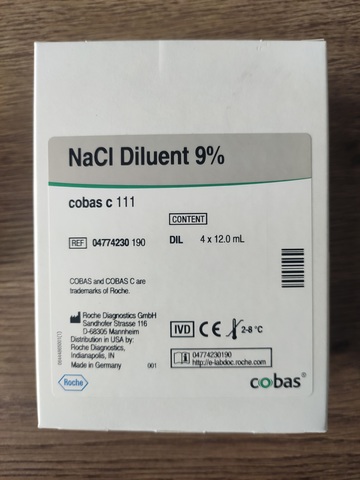 NaCl Diluent 9%
cobas c 111
CONTENT
REF 04774230 190
DIL 4 x 12.0 mL
COBAS and COBAS C are
trademarks of Roche.
Roche Diagnostics GmbH
Sandhofer Strasse 116
D-68305 Mannheim
Distribution in USA by:
Roche Diagnostics,
Indianapolis, IN
Made in Germany 001
IVD CE 2-8 °C
04774230190
http://e-labdoc.roche.com
Roche
cobas®